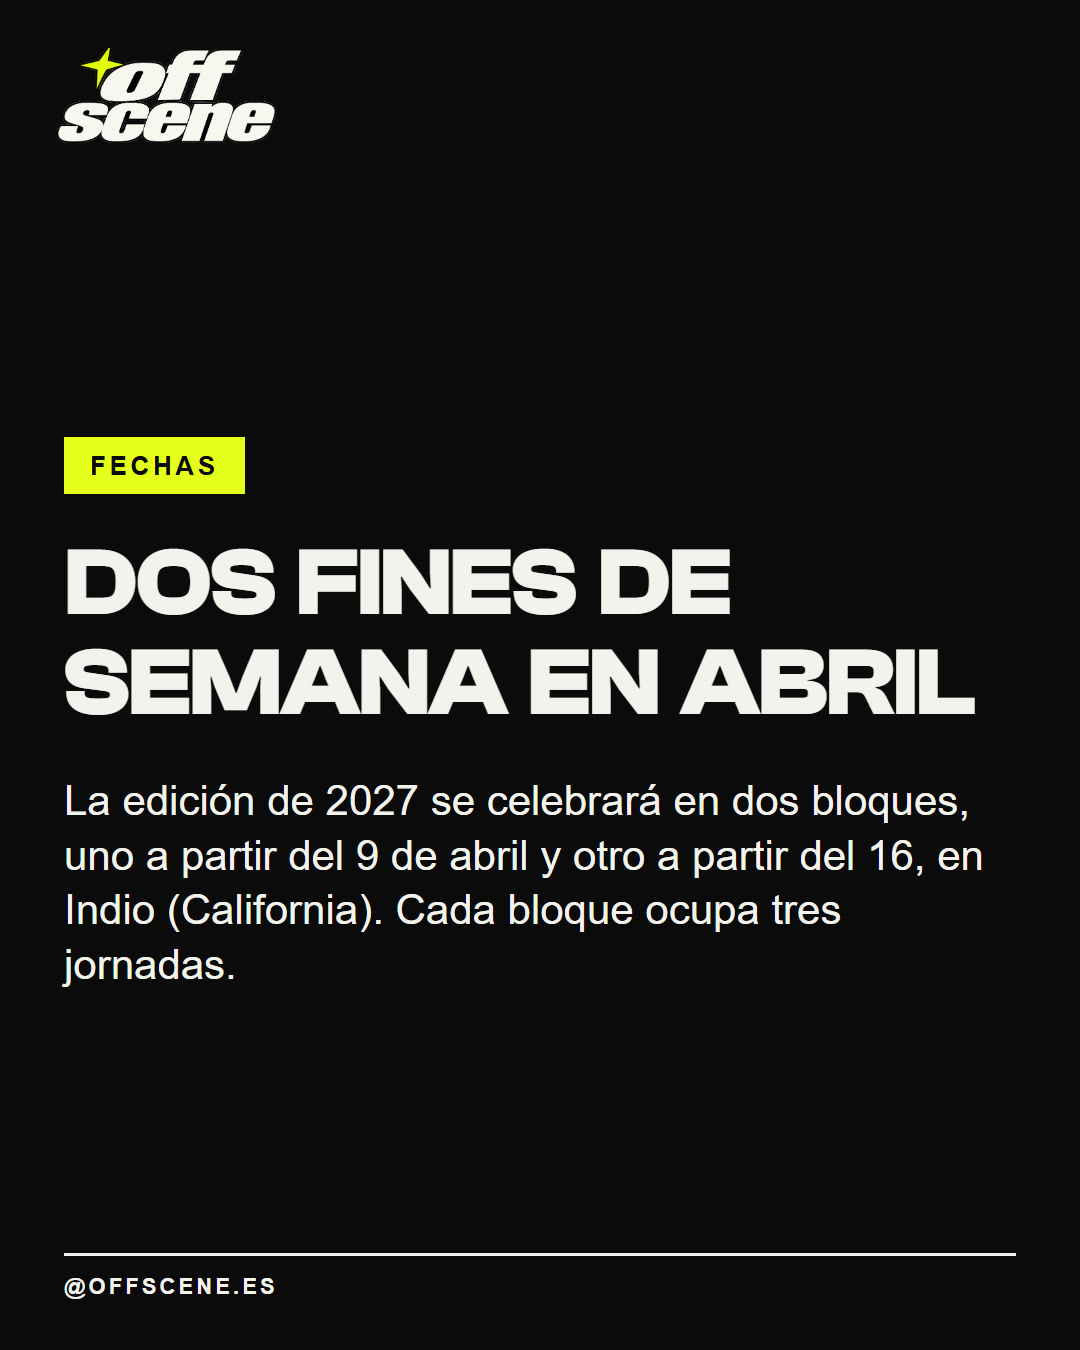 off
scene
FECHAS
DOS FINES DE
SEMANA EN ABRIL
La edición de 2027 se celebrará en dos bloques,
uno a partir del 9 de abril y otro a partir del 16, en
Indio (California). Cada bloque ocupa tres
jornadas.
@OFFSCENE.ES